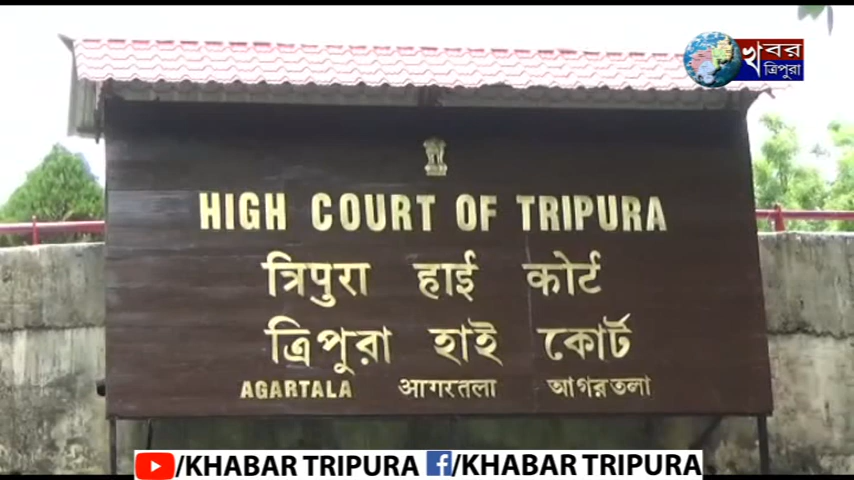 খবর
ত্রিপুরা
HIGH COURT OF TRIPURA
त्रिपुरा हाई कोर्ट
ত্রিপুরা হাই কোর্ট
AGARTALA आगरतला আগরতলা
/KHABAR TRIPURA /KHABAR TRIPURA